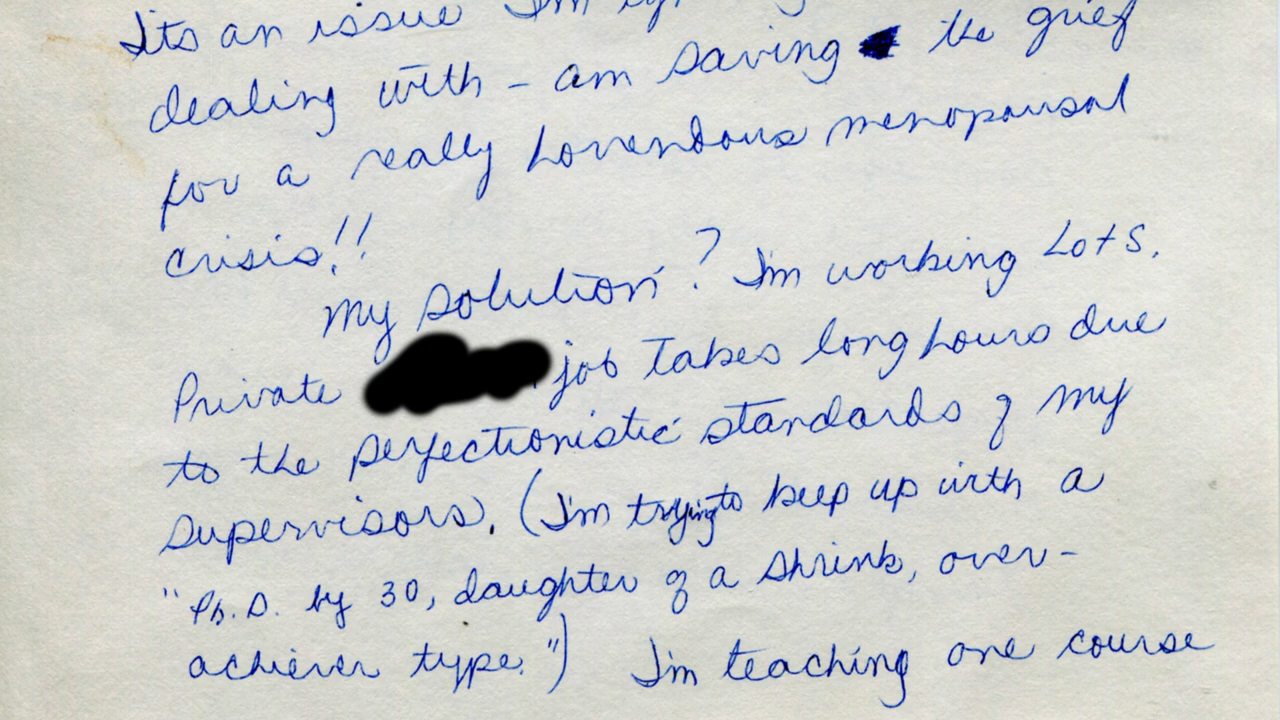 Its an issue I'm
dealing with – am saving the grief
for a really horrendous menopausal
crisis!!
My solution? I'm working Lots.
Private job takes long hours due
to the perfectionistic standards of my
supervisors. (I'm trying to keep up with a
"Ph.D. by 30, daughter of a shrink, over-
achiever type.") I'm teaching one course